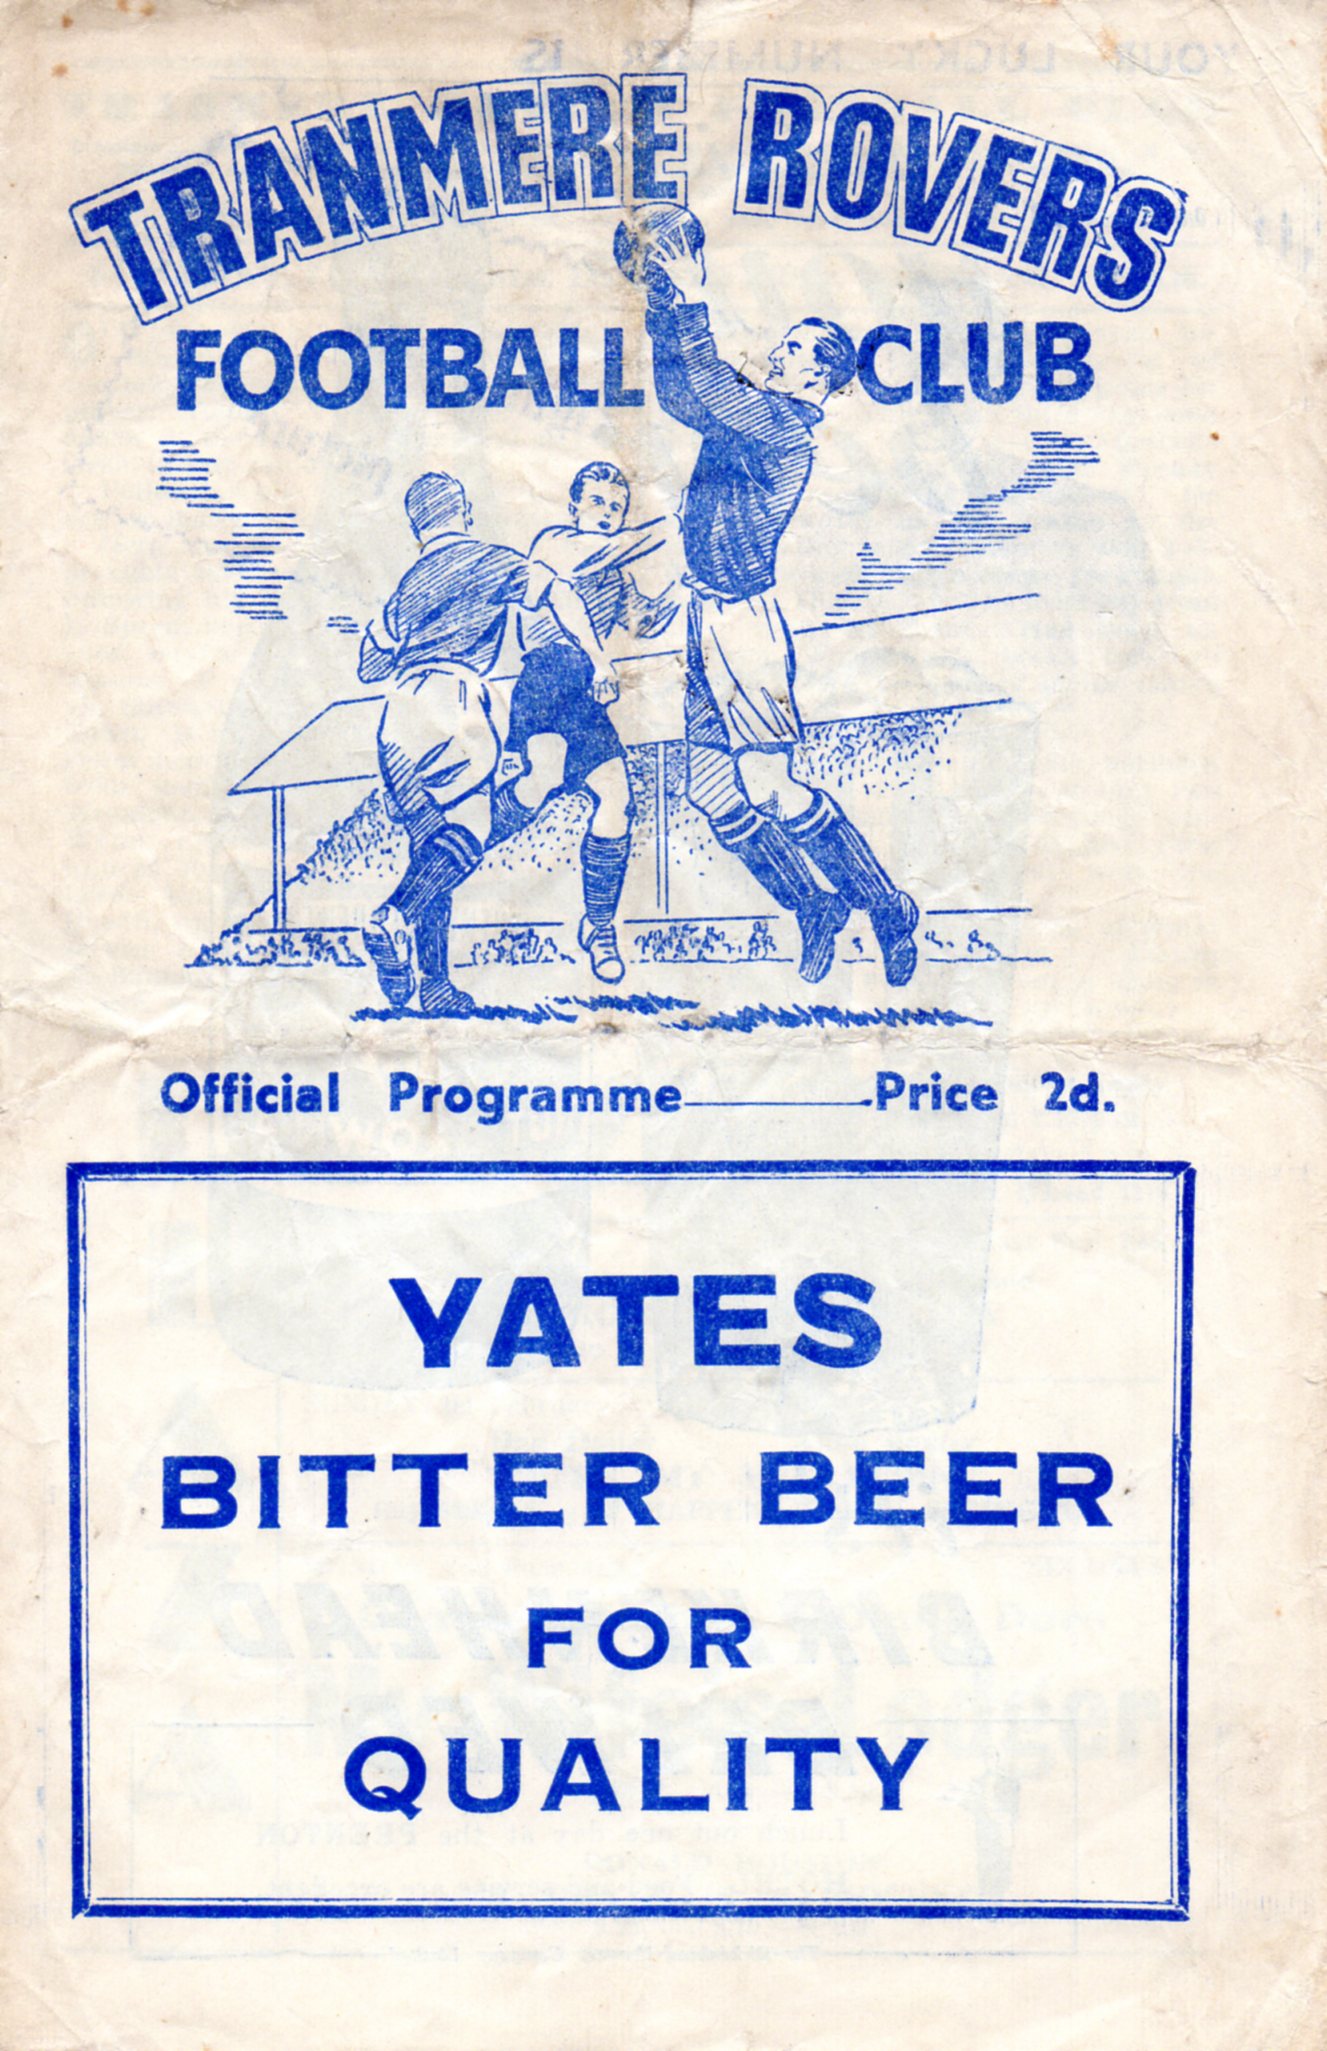 TRANMERE ROVERS
FOOTBALL CLUB
Official Programme Price 2d.
YATES
BITTER BEER
FOR
QUALITY